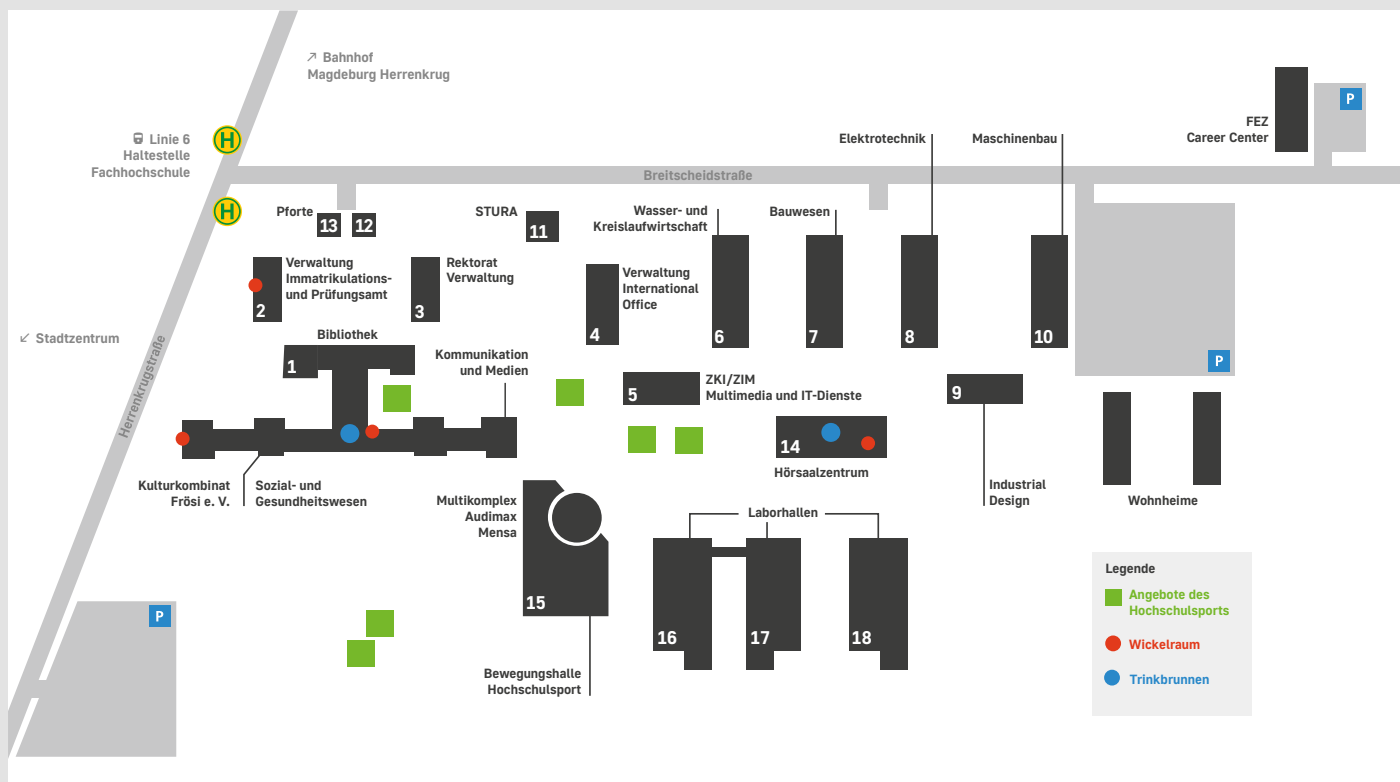 ↗ Bahnhof
Magdeburg Herrenkrug
P
FEZ
Career Center
Linie 6
Haltestelle
Fachhochschule
H
H
Elektrotechnik
Maschinenbau
Breitscheidstraße
Pforte
13
12
STURA
11
Wasser- und
Kreislaufwirtschaft
Bauwesen
Verwaltung
Immatrikulations-
und Prüfungsamt
2
Rektorat
Verwaltung
3
Verwaltung
International
Office
4
6
7
8
10
↙ Stadtzentrum
Herrenkrugstraße
Bibliothek
1
Kommunikation
und Medien
ZKI/ZIM
Multimedia und IT-Dienste
5
9
P
14
Hörsaalzentrum
Kulturkombinat
Frösi e. V.
Sozial- und
Gesundheitswesen
Multikomplex
Audimax
Mensa
15
Industrial
Design
Wohnheime
Laborhallen
16
17
18
P
Bewegungshalle
Hochschulsport
Legende
Angebote des
Hochschulsports
Wickelraum
Trinkbrunnen